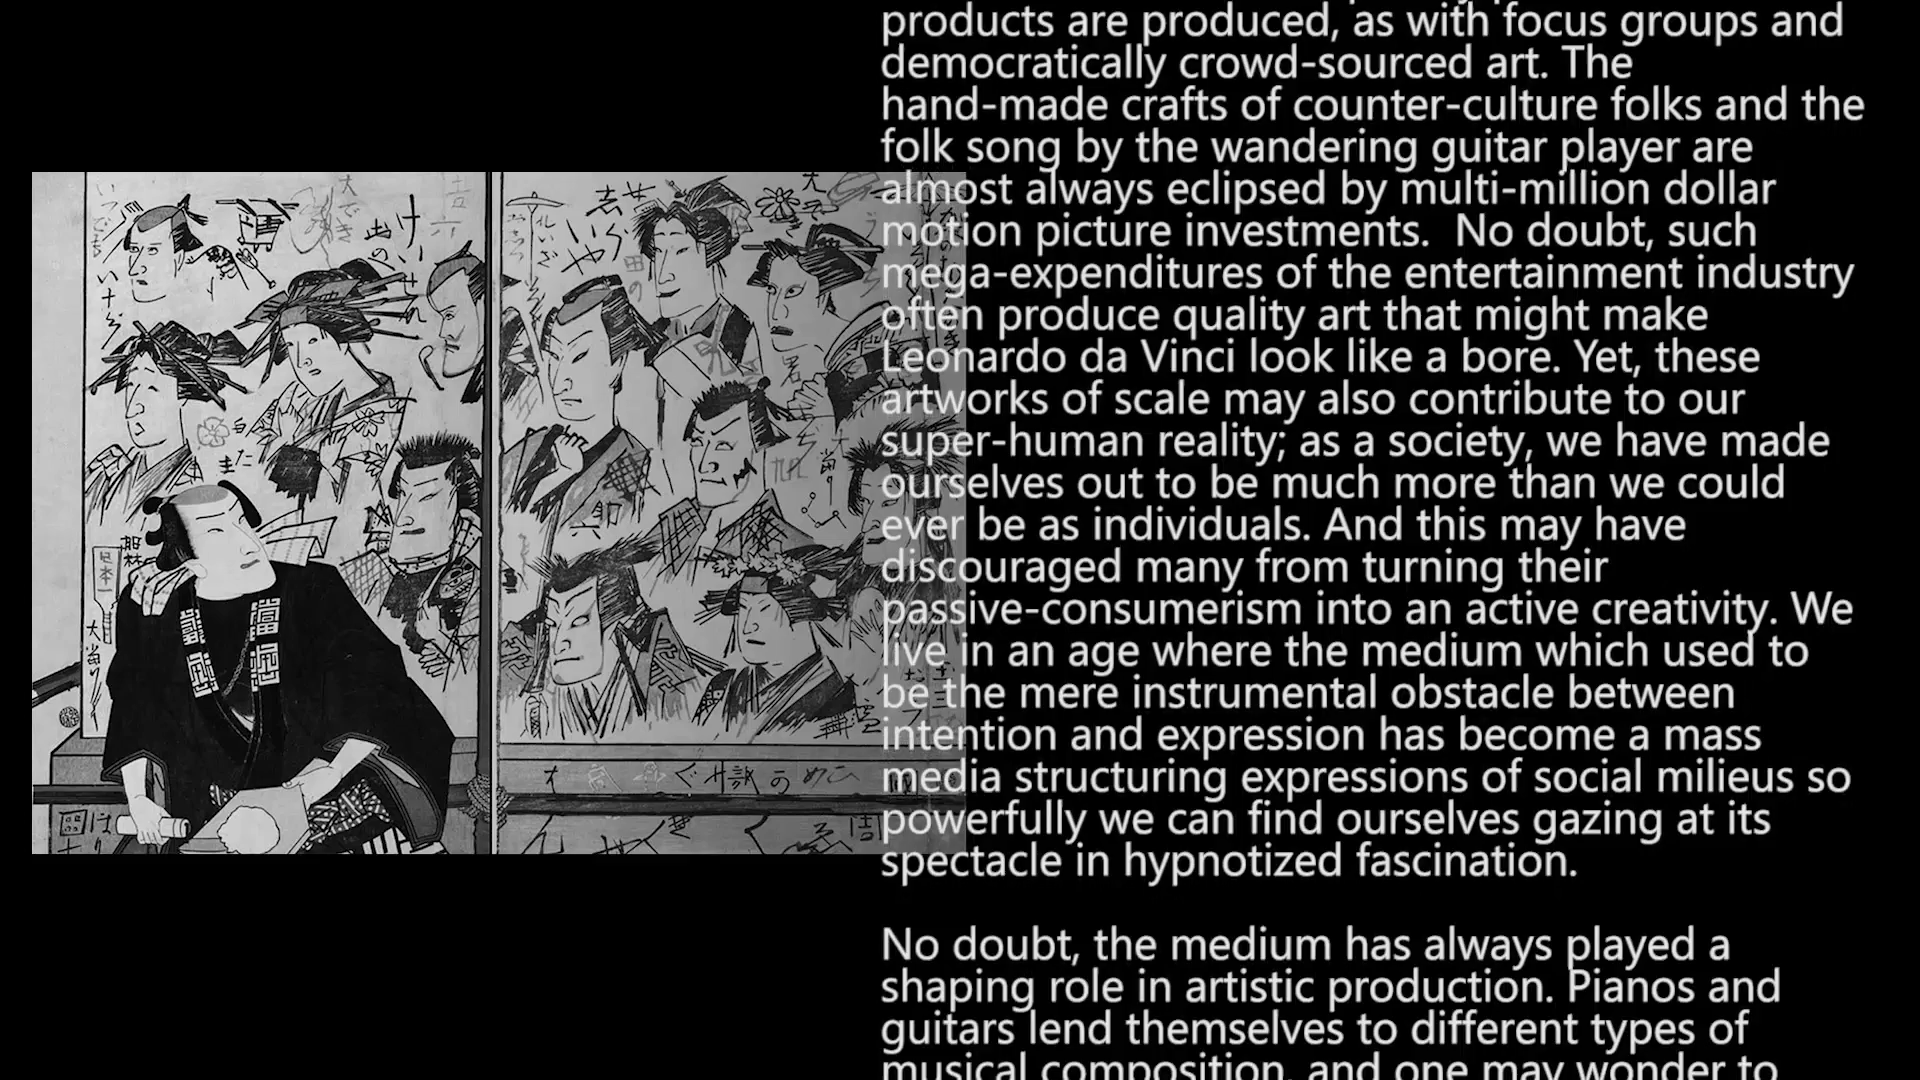 products are produced, as with focus groups and
democratically crowd-sourced art. The
hand-made crafts of counter-culture folks and the
folk song by the wandering guitar player are
almost always eclipsed by multi-million dollar
motion picture investments.  No doubt, such
mega-expenditures of the entertainment industry
often produce quality art that might make
Leonardo da Vinci look like a bore. Yet, these
artworks of scale may also contribute to our
super-human reality; as a society, we have made
ourselves out to be much more than we could
ever be as individuals. And this may have
discouraged many from turning their
passive-consumerism into an active creativity. We
live in an age where the medium which used to
be the mere instrumental obstacle between
intention and expression has become a mass
media structuring expressions of social milieus so
powerfully we can find ourselves gazing at its
spectacle in hypnotized fascination.
No doubt, the medium has always played a
shaping role in artistic production. Pianos and
guitars lend themselves to different types of
musical composition, and one may wonder to